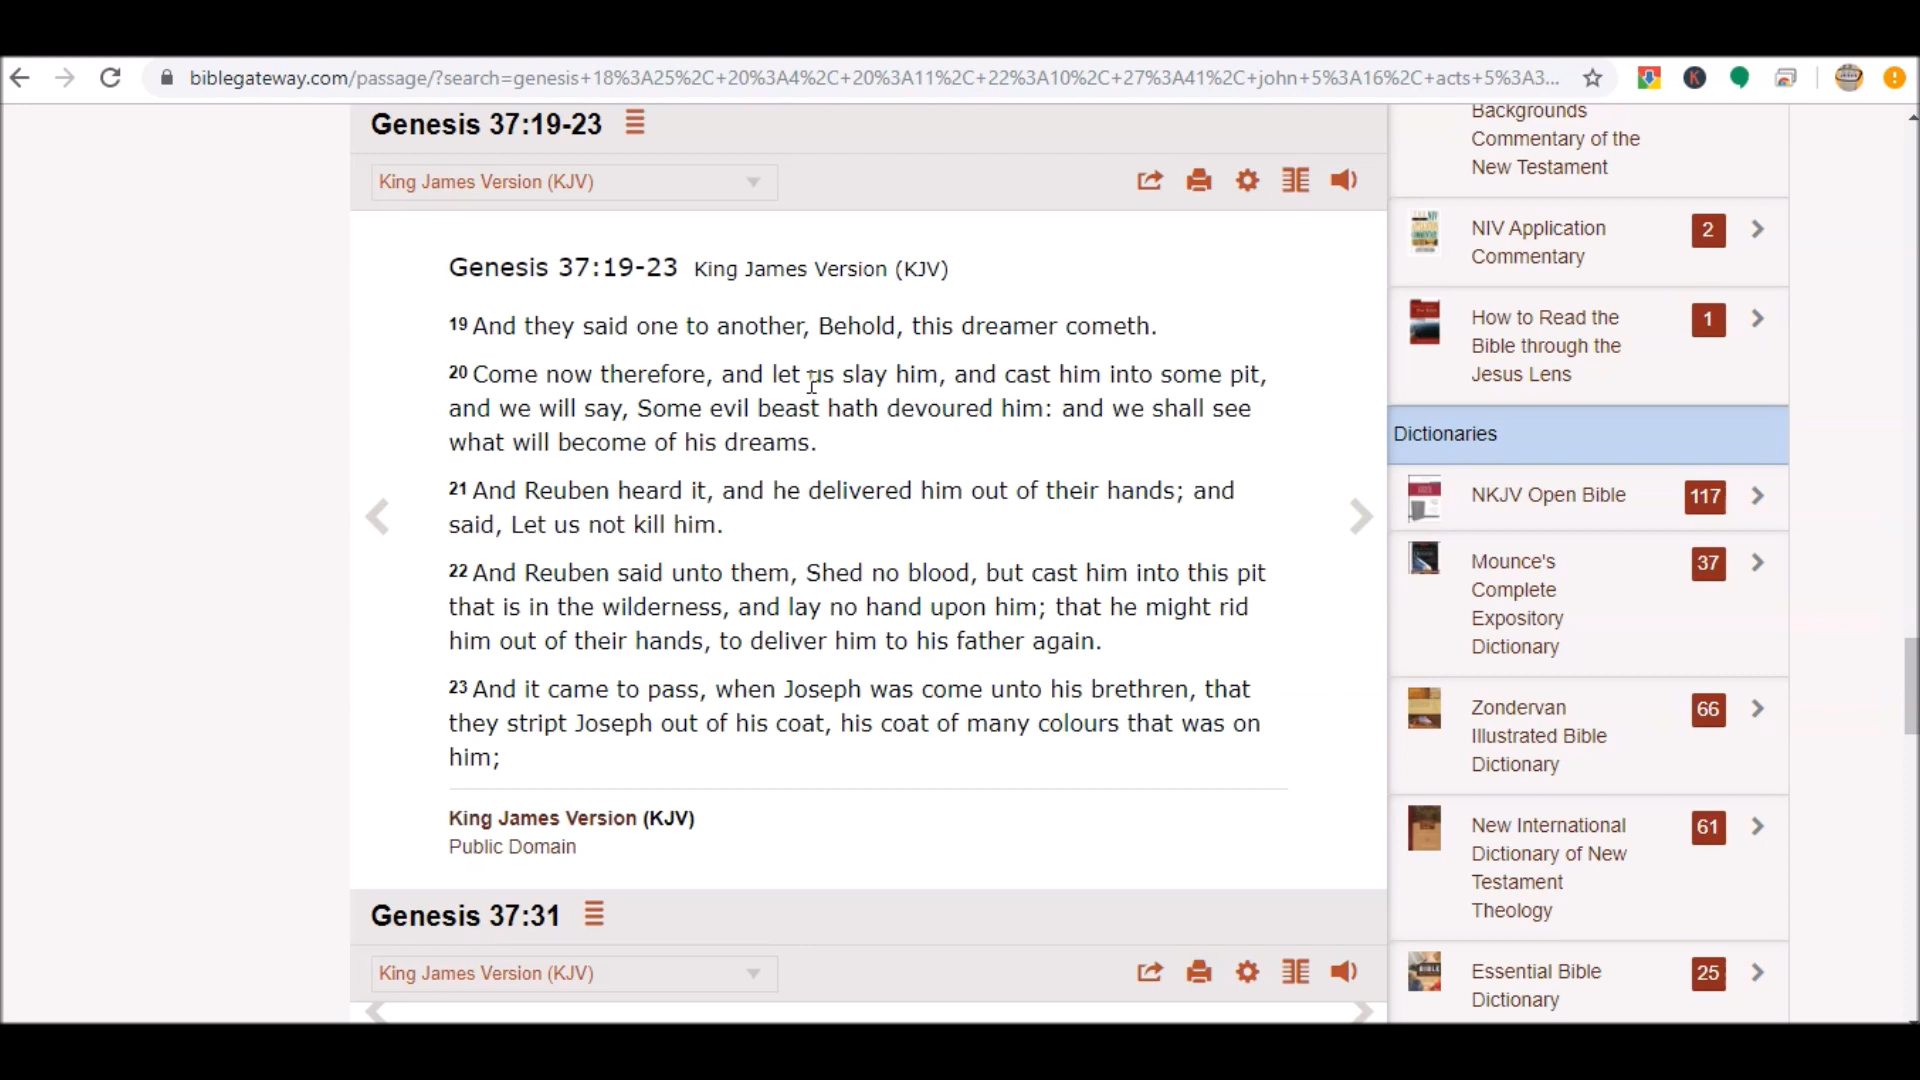 biblegateway.com/passage/?search=genesis+18%3A25%2C+20%3A4%2C+20%3A11%2C+22%3A10%2C+27%3A41%2C+john+5%3A16%2C+acts+5%3A3...
Genesis 37:19-23
King James Version (KJV)
Genesis 37:19-23 King James Version (KJV)
19 And they said one to another, Behold, this dreamer cometh.
20 Come now therefore, and let us slay him, and cast him into some pit,
and we will say, Some evil beast hath devoured him: and we shall see
what will become of his dreams.
21 And Reuben heard it, and he delivered him out of their hands; and
said, Let us not kill him.
22 And Reuben said unto them, Shed no blood, but cast him into this pit
that is in the wilderness, and lay no hand upon him; that he might rid
him out of their hands, to deliver him to his father again.
23 And it came to pass, when Joseph was come unto his brethren, that
they stript Joseph out of his coat, his coat of many colours that was on
him;
King James Version (KJV)
Public Domain
Genesis 37:31
King James Version (KJV)
Backgrounds
Commentary of the
New Testament
NIV Application
Commentary
2
How to Read the
Bible through the
Jesus Lens
1
Dictionaries
NKJV Open Bible
117
Mounce's
Complete
Expository
Dictionary
37
Zondervan
Illustrated Bible
Dictionary
66
New International
Dictionary of New
Testament
Theology
61
Essential Bible
Dictionary
25